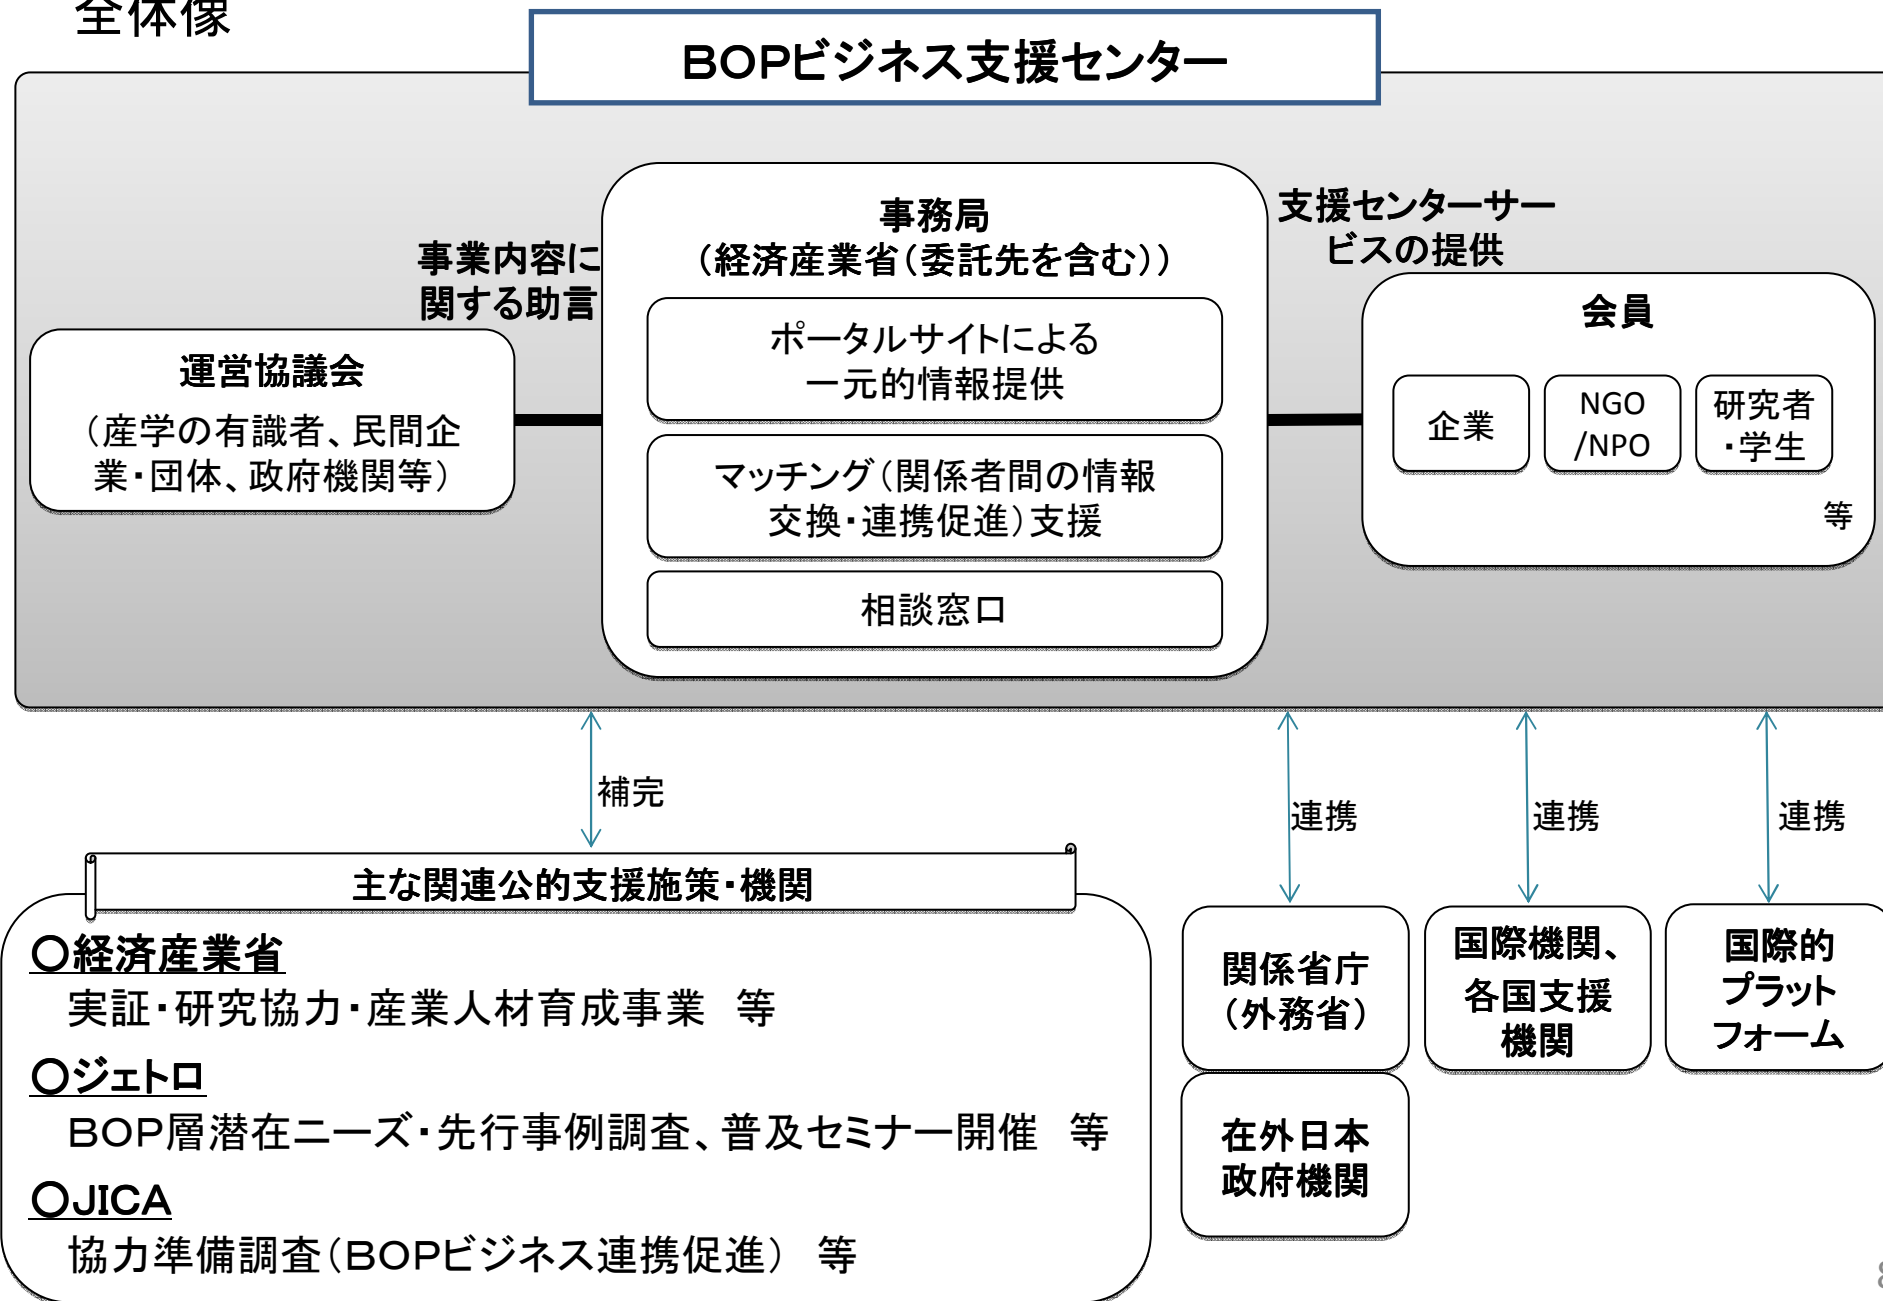 全体像
BOPビジネス支援センター
事業内容に
関する助言
運営協議会
（産学の有識者、民間企
業・団体、政府機関等）
事務局
（経済産業省（委託先を含む））
ポータルサイトによる
一元的情報提供
マッチング（関係者間の情報
交換・連携促進）支援
相談窓口
支援センターサー
ビスの提供
会員
企業
NGO
/NPO
研究者
・学生
等
補完
連携
連携
連携
主な関連公的支援施策・機関
○経済産業省
実証・研究協力・産業人材育成事業　等
○ジェトロ
BOP層潜在ニーズ・先行事例調査、普及セミナー開催　等
○JICA
協力準備調査（BOPビジネス連携促進）　等
関係省庁
（外務省）
在外日本
政府機関
国際機関、
各国支援
機関
国際的
プラット
フォーム
8